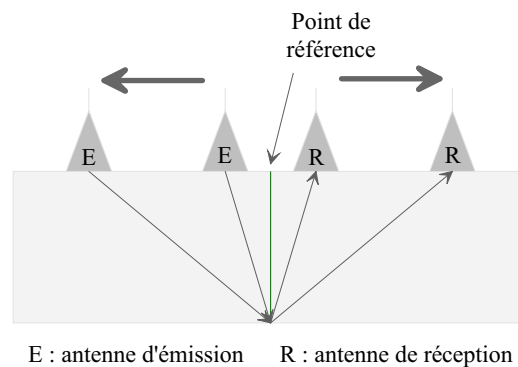 Point de
référence
E
E
R
R
E : antenne d'émission
R : antenne de réception